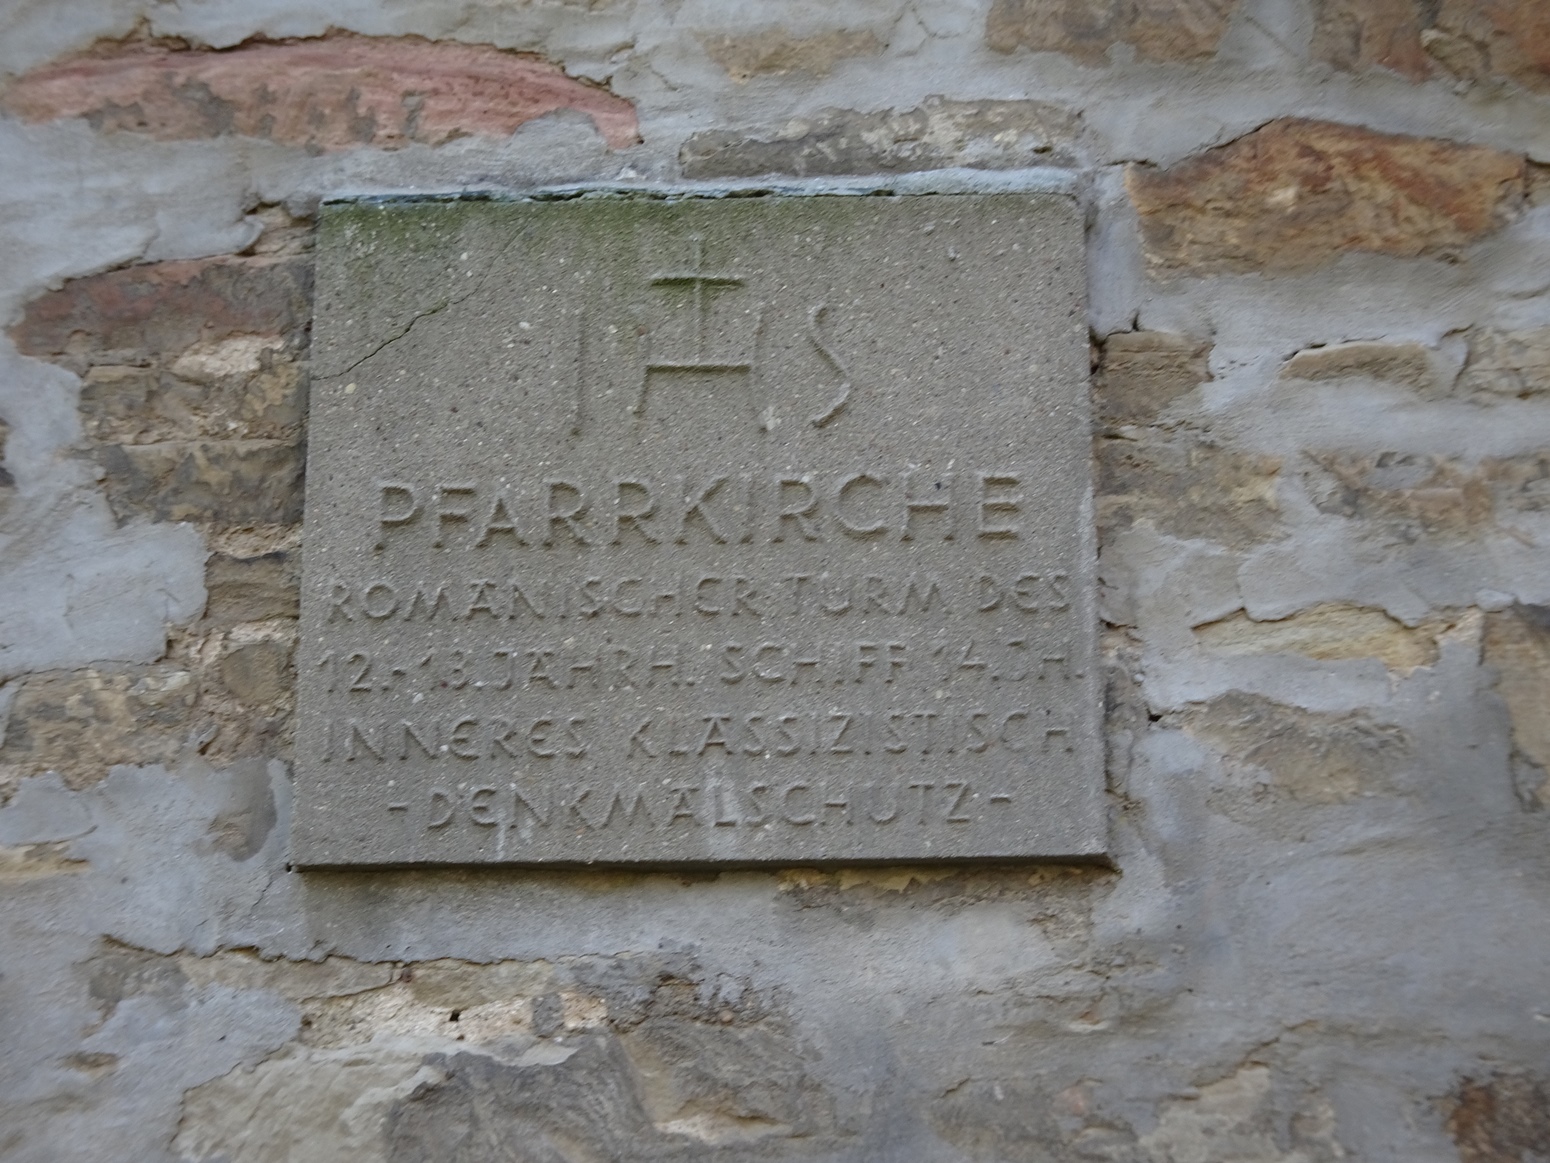 IHS
PFARRKIRCHE
ROMANISCHER TURM DES
12.-13.JAHRH. SCHIFF 14.JH.
INNERES KLASSIZISTISCH
-DENKMALSCHUTZ-